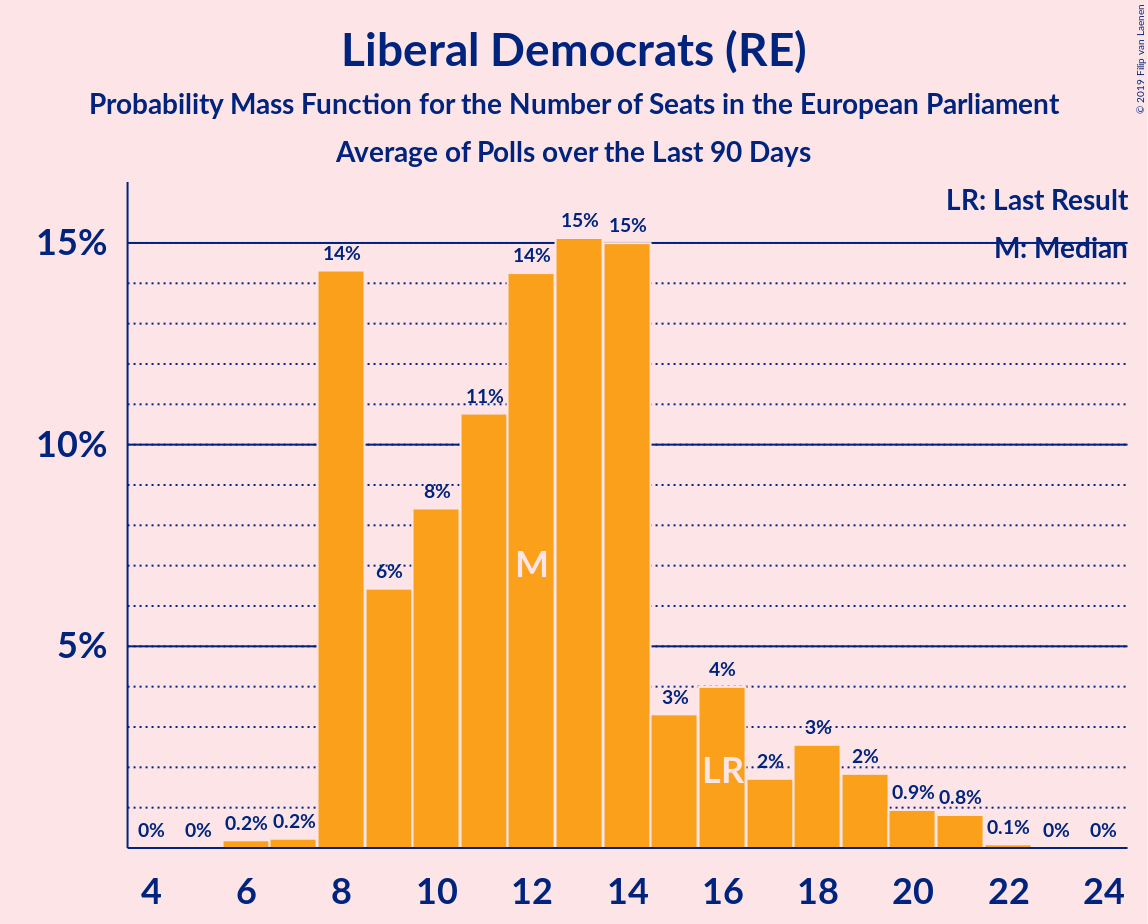 Liberal Democrats (RE)
Probability Mass Function for the Number of Seats in the European Parliament
Average of Polls over the Last 90 Days
© 2019 Filip van Laenen
LR: Last Result
M: Median
15%
10%
5%
0% 0% 0.2% 0.2% 14% 6% 8% 11% 14% 15% 15% 3% 4% 2% 3% 2% 0.9% 0.8% 0.1% 0% 0%
M
LR
4 6 8 10 12 14 16 18 20 22 24